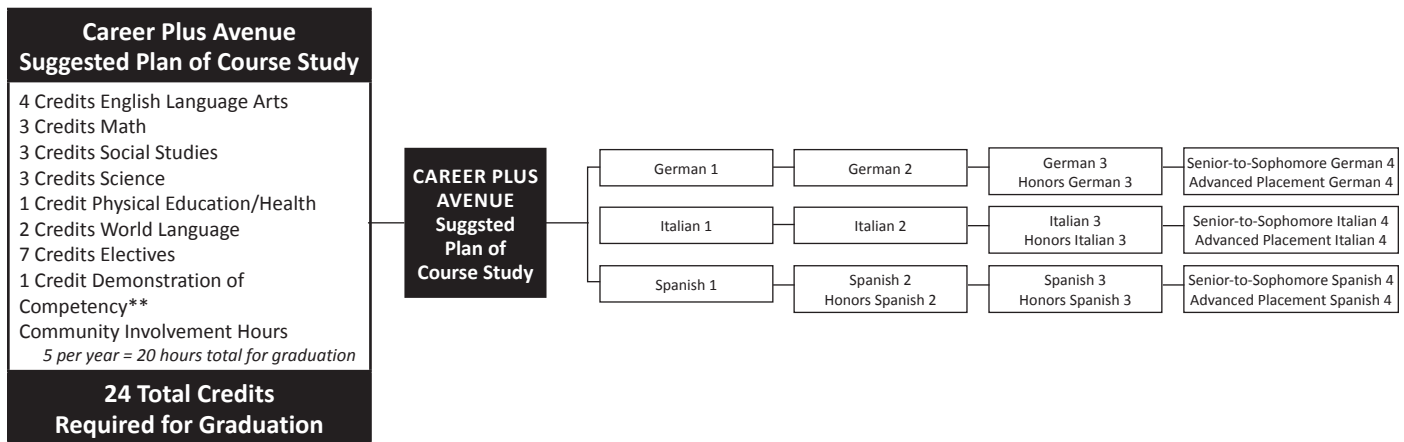 Career Plus Avenue
Suggested Plan of Course Study
4 Credits English Language Arts
3 Credits Math
3 Credits Social Studies
3 Credits Science
1 Credit Physical Education/Health
2 Credits World Language
7 Credits Electives
1 Credit Demonstration of
Competency**
Community Involvement Hours
5 per year = 20 hours total for graduation
24 Total Credits
Required for Graduation
CAREER PLUS
AVENUE
Suggsted
Plan of
Course Study
German 1
German 2
German 3
Honors German 3
Senior-to-Sophomore German 4
Advanced Placement German 4
Italian 1
Italian 2
Italian 3
Honors Italian 3
Senior-to-Sophomore Italian 4
Advanced Placement Italian 4
Spanish 1
Spanish 2
Honors Spanish 2
Spanish 3
Honors Spanish 3
Senior-to-Sophomore Spanish 4
Advanced Placement Spanish 4